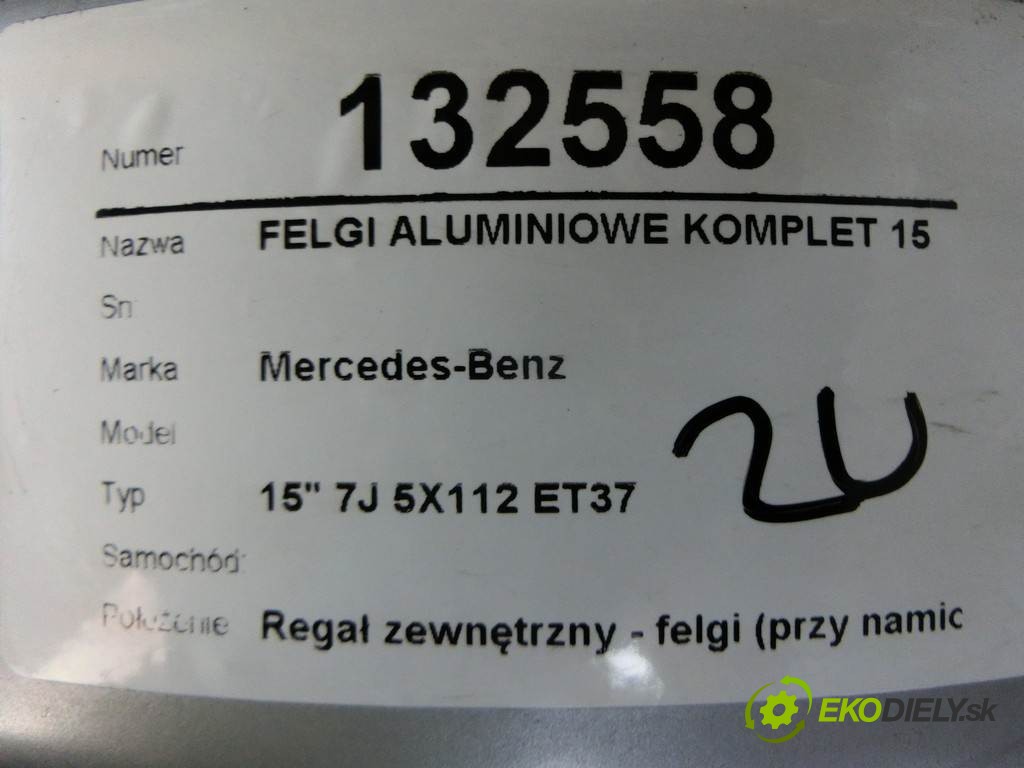 Numer 132558
Nazwa FELGI ALUMINIOWE KOMPLET 15
Sn
Marka Mercedes-Benz
Model
Typ 15" 7J 5X112 ET37
Samochód:
Położenie Regał zewnętrzny - felgi (przy namic
EKODIELY.sk